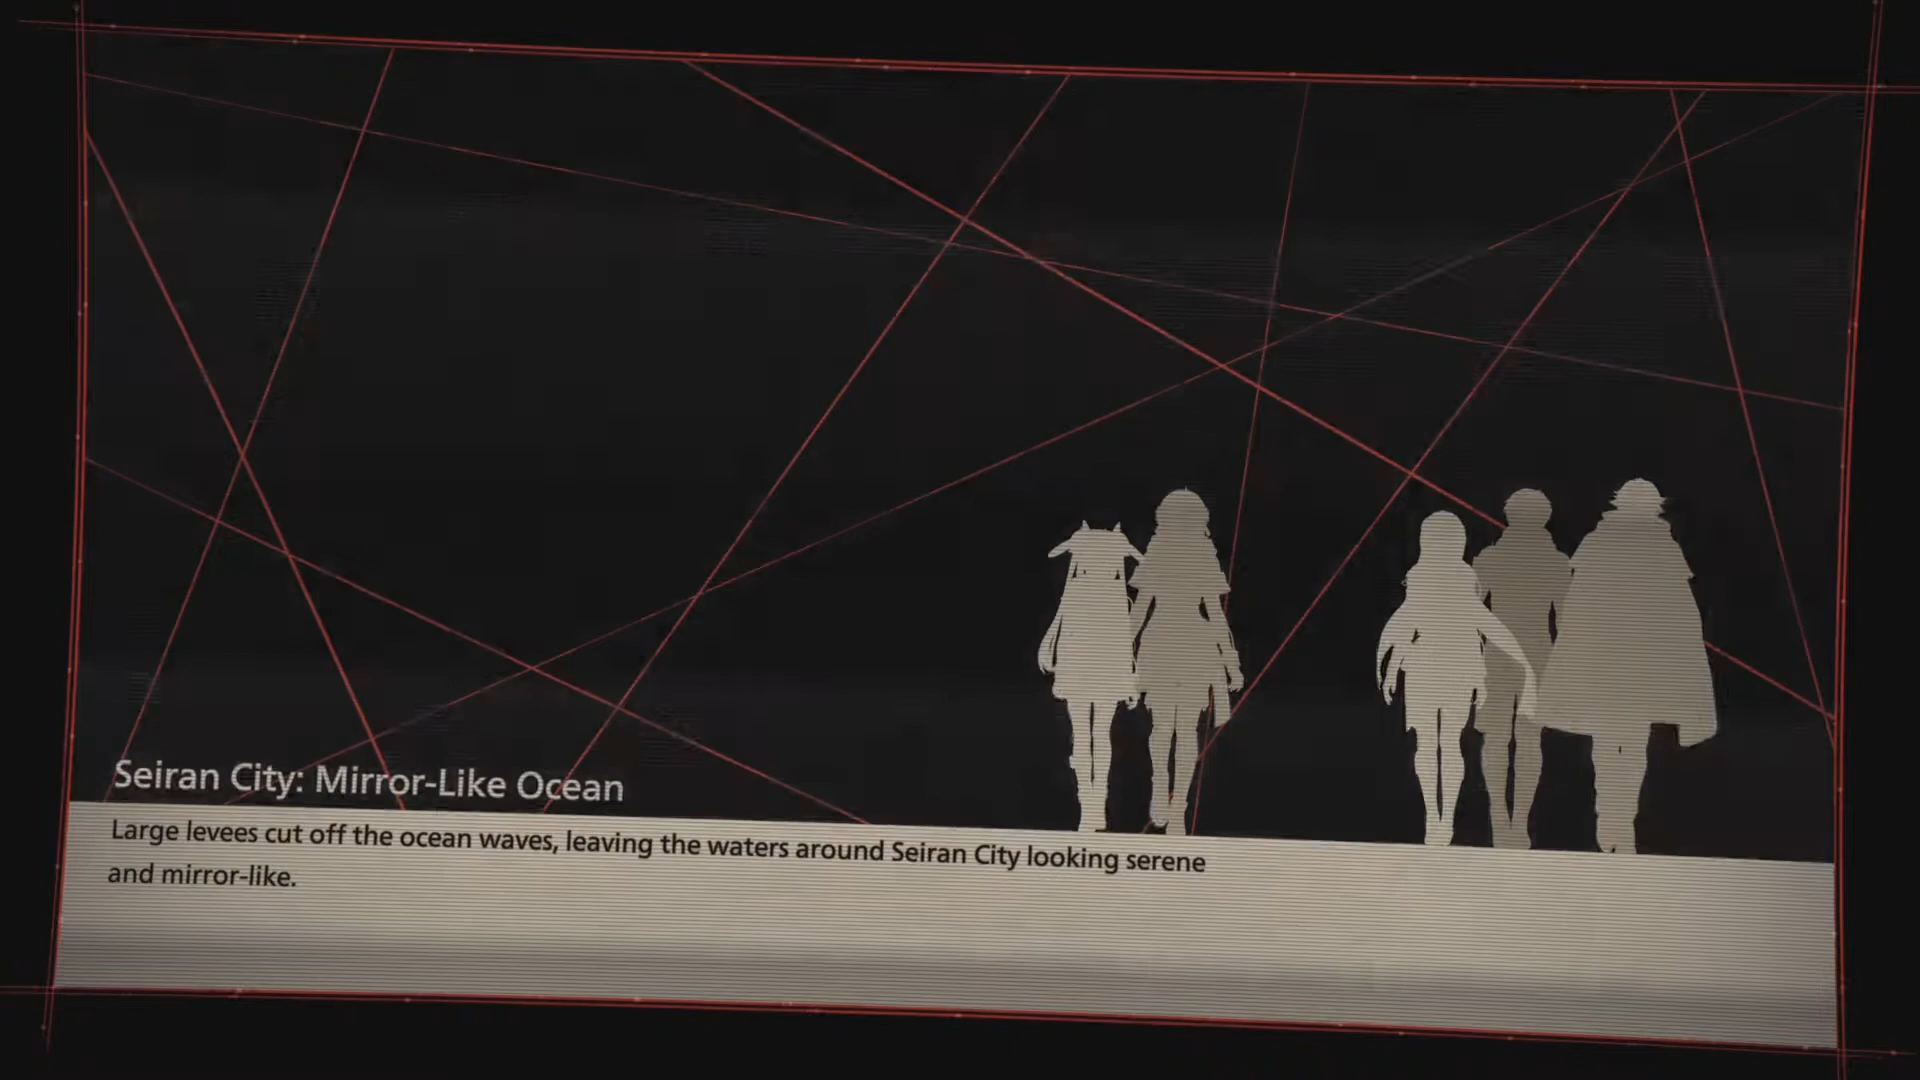 Seiran City: Mirror-Like Ocean
Large levees cut off the ocean waves, leaving the waters around Seiran City looking serene
and mirror-like.